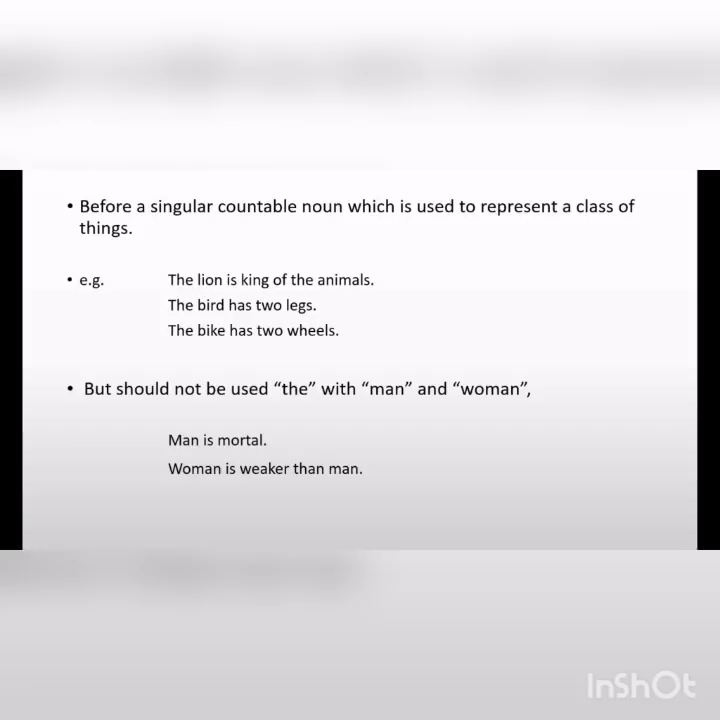 • Before a singular countable noun which is used to represent a class of
things.
• e.g. The lion is king of the animals.
The bird has two legs.
The bike has two wheels.
• But should not be used “the” with “man” and “woman”,
Man is mortal.
Woman is weaker than man.
InShOt